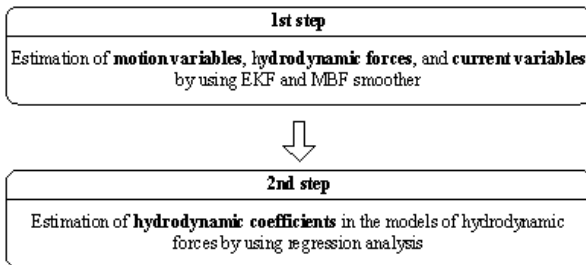 1st step
Estimation of motion variables, hydrodynamic forces, and current variables
by using EKF and MBF smoother
2nd step
Estimation of hydrodynamic coefficients in the models of hydrodynamic
forces by using regression analysis